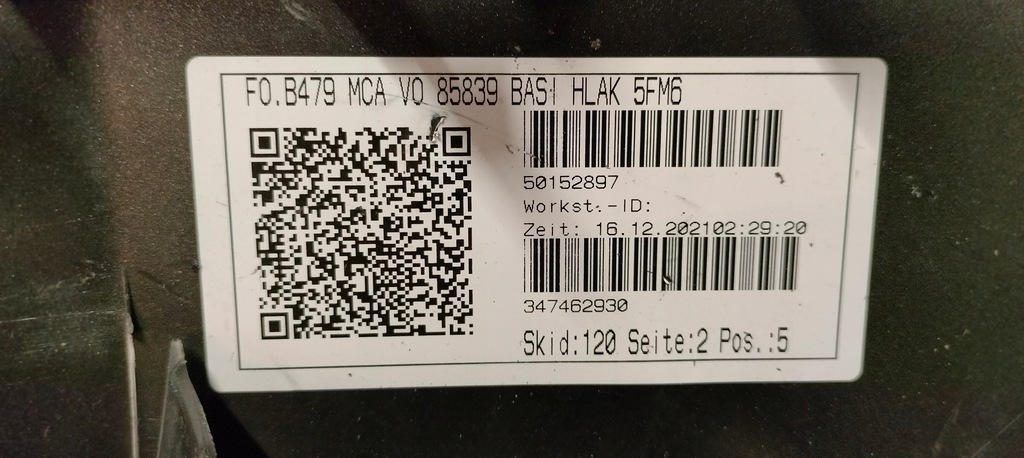 FO.B479 MCA VO 85839 BASI HLAK 5FM6
50152897
Workst.-ID:
Zeit: 16.12.202102:29:20
347462930
Skid:120 Seite:2 Pos.:5